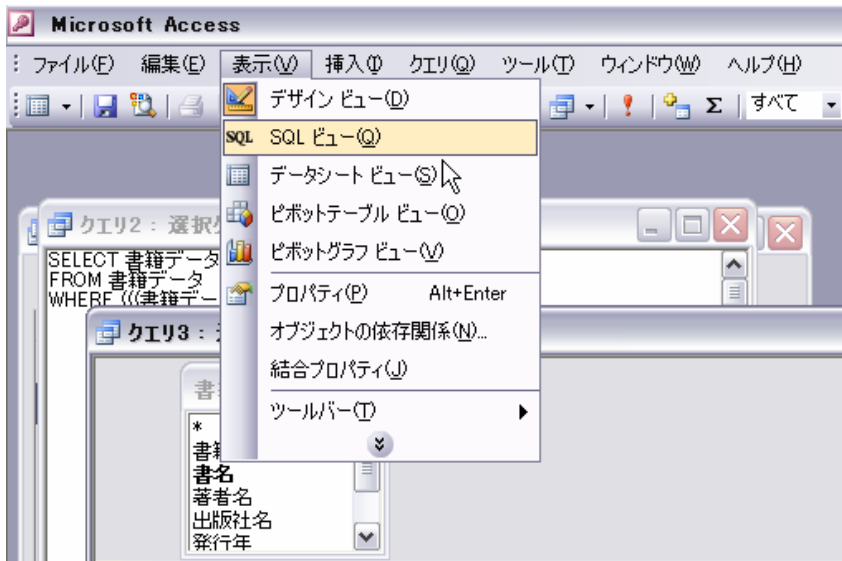 Microsoft Access
ファイル(F) 編集(E) 表示(V) 挿入(I) クエリ(Q) ツール(T) ウィンドウ(W) ヘルプ(H)
すべて
デザイン ビュー(D)
SQL SQL ビュー(Q)
データシート ビュー(S)
ピボットテーブル ビュー(O)
ピボットグラフ ビュー(V)
プロパティ(P) Alt+Enter
オブジェクトの依存関係(N)...
結合プロパティ(J)
ツールバー(T)
クエリ2 : 選択
SELECT 書籍データ
FROM 書籍データ
WHERE (((書籍デー
クエリ3 :
書
*
書籍
書名
著者名
出版社名
発行年